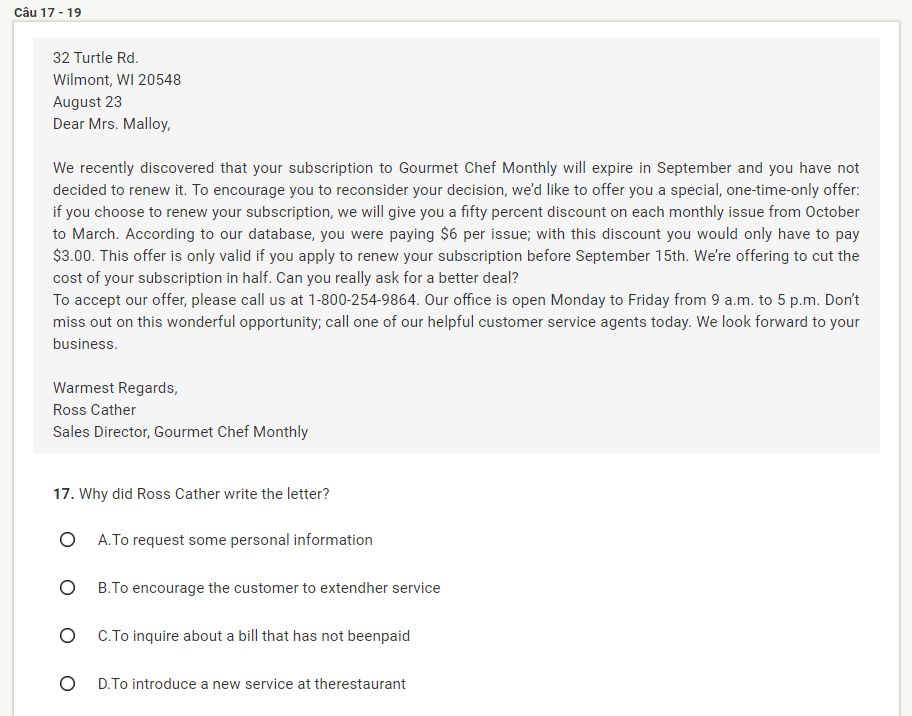 Câu 17 - 19
32 Turtle Rd.
Wilmont, WI 20548
August 23
Dear Mrs. Malloy,
We recently discovered that your subscription to Gourmet Chef Monthly will expire in September and you have not
decided to renew it. To encourage you to reconsider your decision, we'd like to offer you a special, one-time-only offer:
if you choose to renew your subscription, we will give you a fifty percent discount on each monthly issue from October
to March. According to our database, you were paying $6 per issue; with this discount you would only have to pay
$3.00. This offer is only valid if you apply to renew your subscription before September 15th. We're offering to cut the
cost of your subscription in half. Can you really ask for a better deal?
To accept our offer, please call us at 1-800-254-9864. Our office is open Monday to Friday from 9 a.m. to 5 p.m. Don't
miss out on this wonderful opportunity; call one of our helpful customer service agents today. We look forward to your
business.
Warmest Regards,
Ross Cather
Sales Director, Gourmet Chef Monthly
17. Why did Ross Cather write the letter?
A.To request some personal information
B.To encourage the customer to extendher service
C.To inquire about a bill that has not beenpaid
D.To introduce a new service at therestaurant